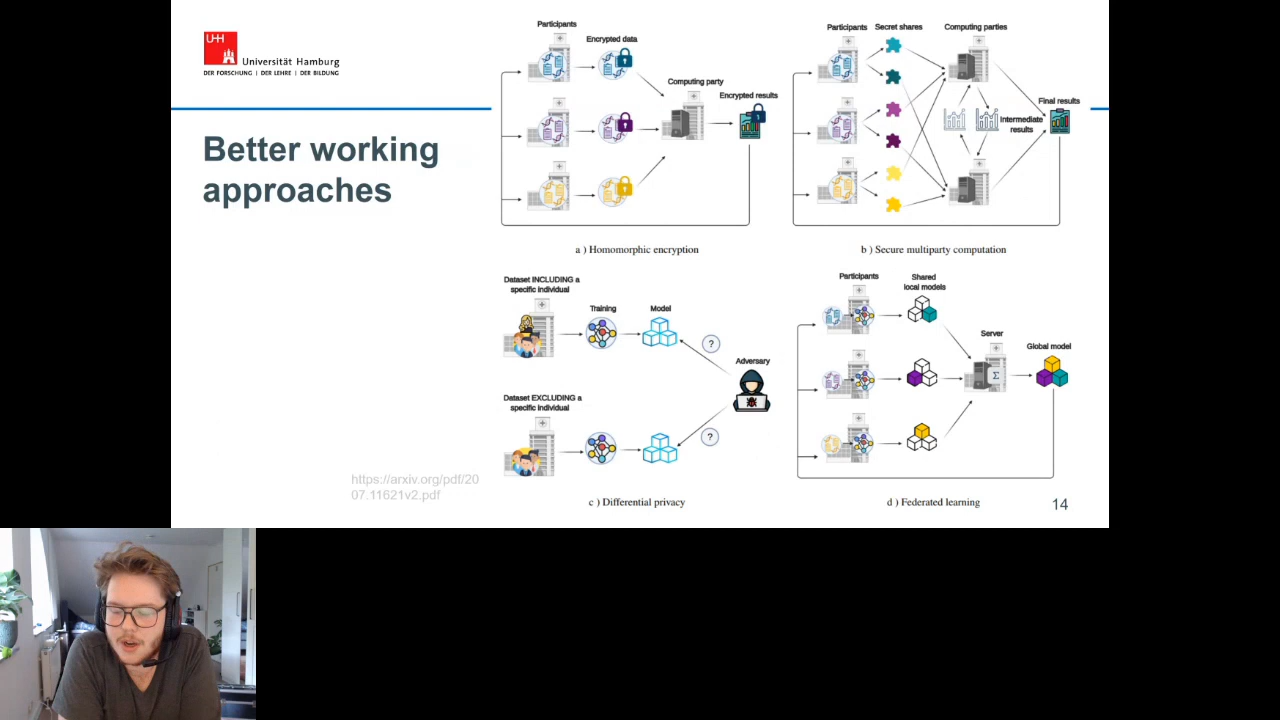 UHH
Universität Hamburg
DER FORSCHUNG | DER LEHRE | DER BILDUNG
Better working
approaches
https://arxiv.org/pdf/20
07.11621v2.pdf
Participants
Encrypted data
Computing party
Encrypted results
a ) Homomorphic encryption
Participants
Secret shares
Computing parties
Intermediate
results
Final results
b ) Secure multiparty computation
Dataset INCLUDING a
specific individual
Training
Model
?
Adversary
Dataset EXCLUDING a
specific individual
?
c ) Differential privacy
Participants
Shared
local models
Server
Σ
Global model
d ) Federated learning
14